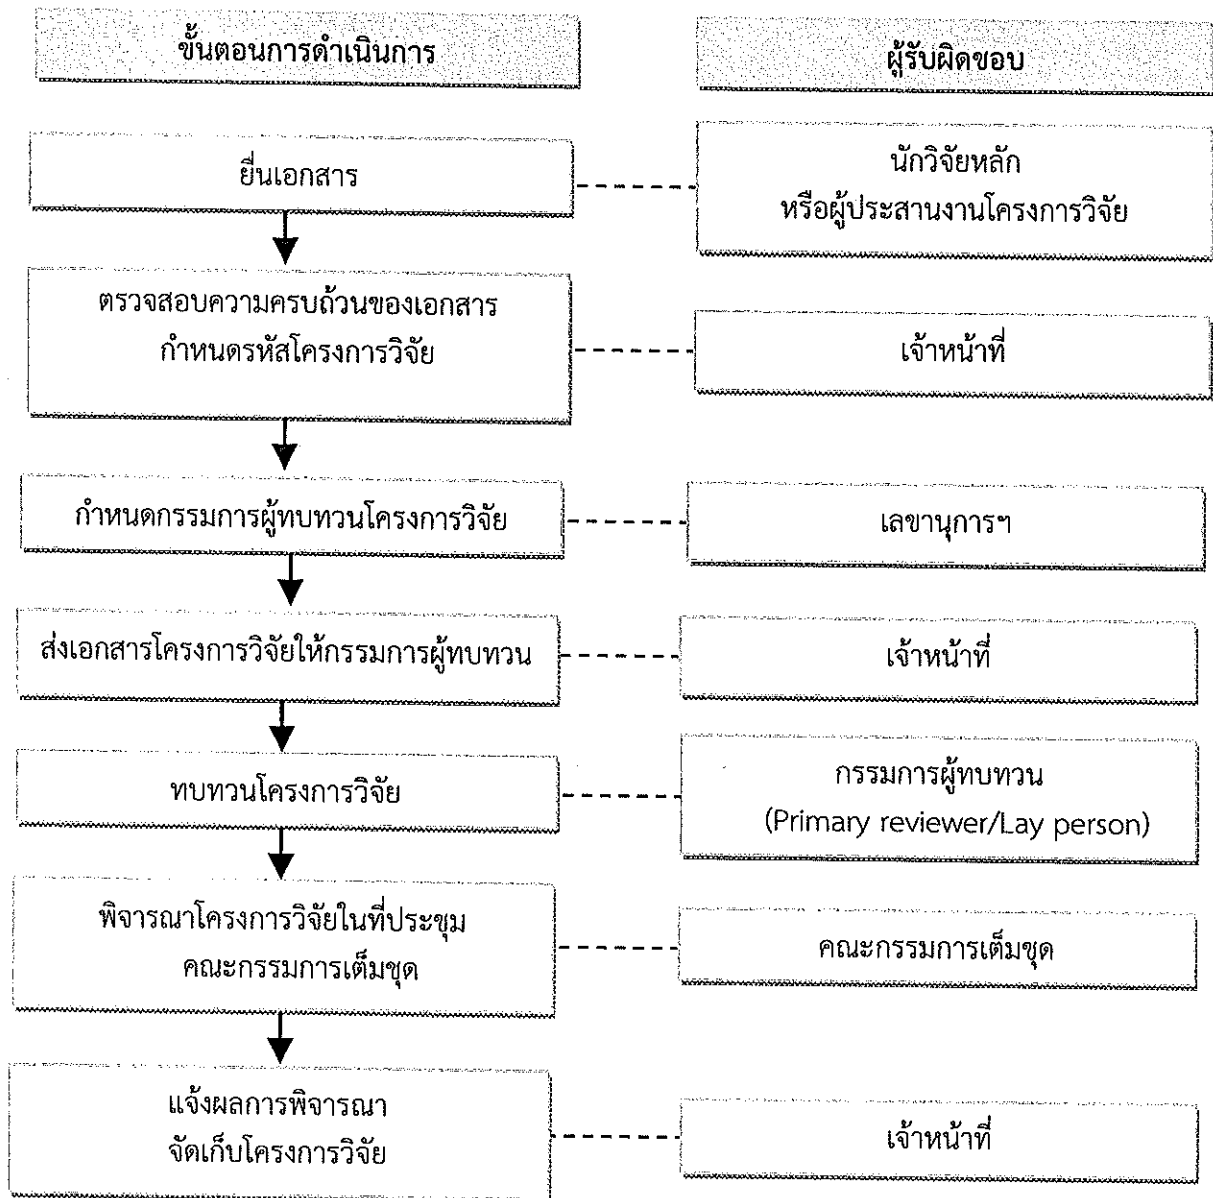 ขั้นตอนการดำเนินการ
ผู้รับผิดชอบ
ยื่นเอกสาร
นักวิจัยหลัก
หรือผู้ประสานงานโครงการวิจัย
ตรวจสอบความครบถ้วนของเอกสาร
กำหนดรหัสโครงการวิจัย
เจ้าหน้าที่
กำหนดกรรมการผู้ทบทวนโครงการวิจัย
เลขานุการฯ
ส่งเอกสารโครงการวิจัยให้กรรมการผู้ทบทวน
เจ้าหน้าที่
ทบทวนโครงการวิจัย
กรรมการผู้ทบทวน
(Primary reviewer/Lay person)
พิจารณาโครงการวิจัยในที่ประชุม
คณะกรรมการเต็มชุด
คณะกรรมการเต็มชุด
แจ้งผลการพิจารณา
จัดเก็บโครงการวิจัย
เจ้าหน้าที่